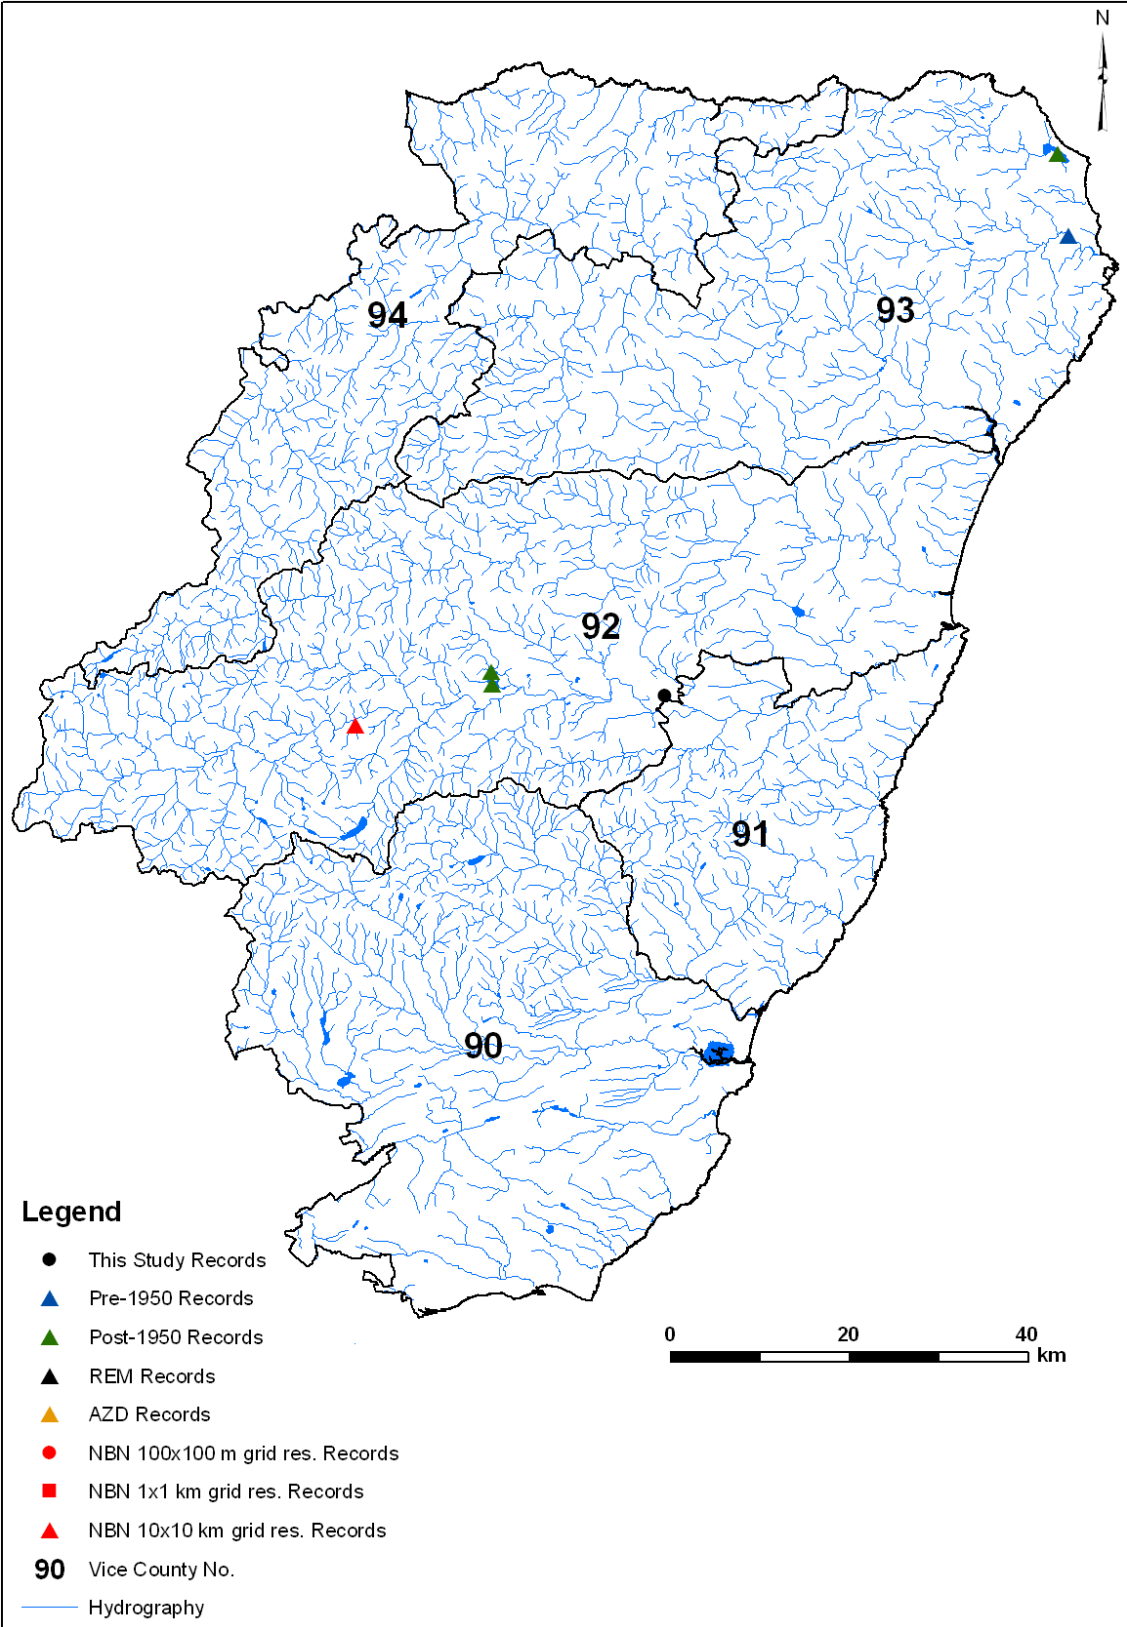 N
94
93
92
91
90
Legend
This Study Records
Pre-1950 Records
Post-1950 Records
REM Records
AZD Records
NBN 100x100 m grid res. Records
NBN 1x1 km grid res. Records
NBN 10x10 km grid res. Records
90 Vice County No.
Hydrography
0 20 40
km